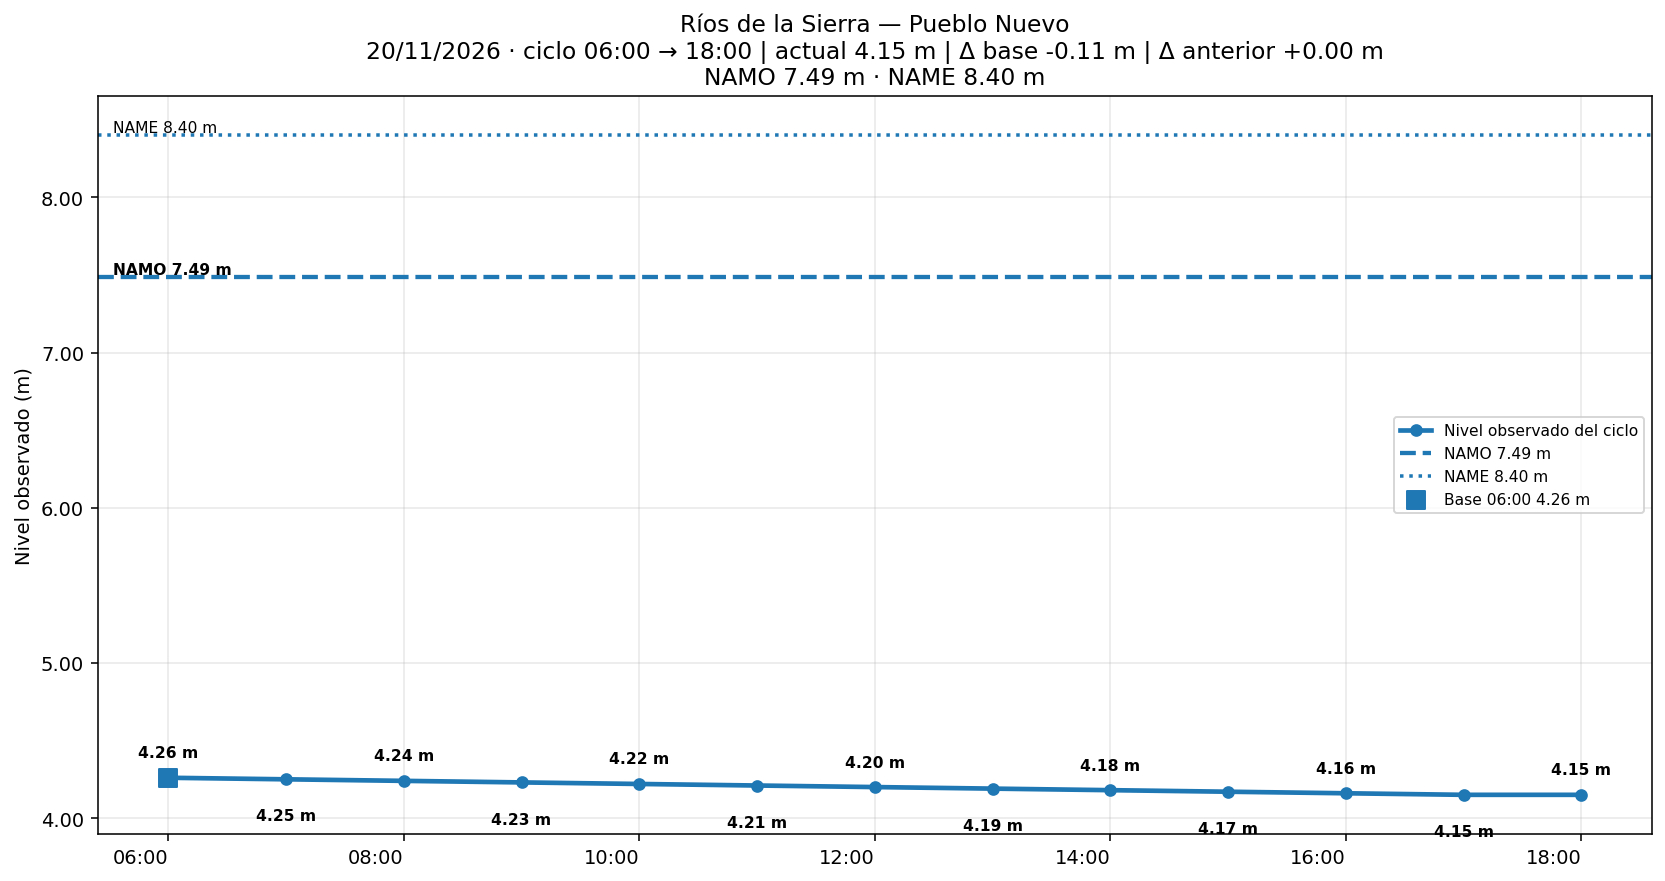 Ríos de la Sierra — Pueblo Nuevo
20/11/2026 · ciclo 06:00 → 18:00 | actual 4.15 m | Δ base -0.11 m | Δ anterior +0.00 m
NAMO 7.49 m · NAME 8.40 m
NAME 8.40 m
8.00
NAMO 7.49 m
7.00
Nivel observado del ciclo
NAMO 7.49 m
NAME 8.40 m
Base 06:00 4.26 m
Nivel observado (m)
6.00
5.00
4.26 m
4.24 m
4.22 m
4.20 m
4.18 m
4.16 m
4.15 m
4.25 m
4.23 m
4.21 m
4.19 m
4.17 m
4.15 m
4.00
06:00
08:00
10:00
12:00
14:00
16:00
18:00